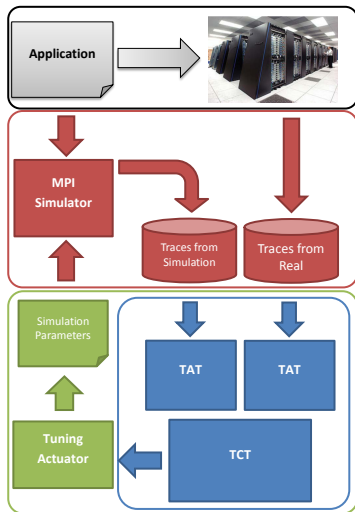 Application
MPI
Simulator
Traces from
Simulation
Traces from
Real
Simulation
Parameters
TAT
TAT
Tuning
Actuator
TCT